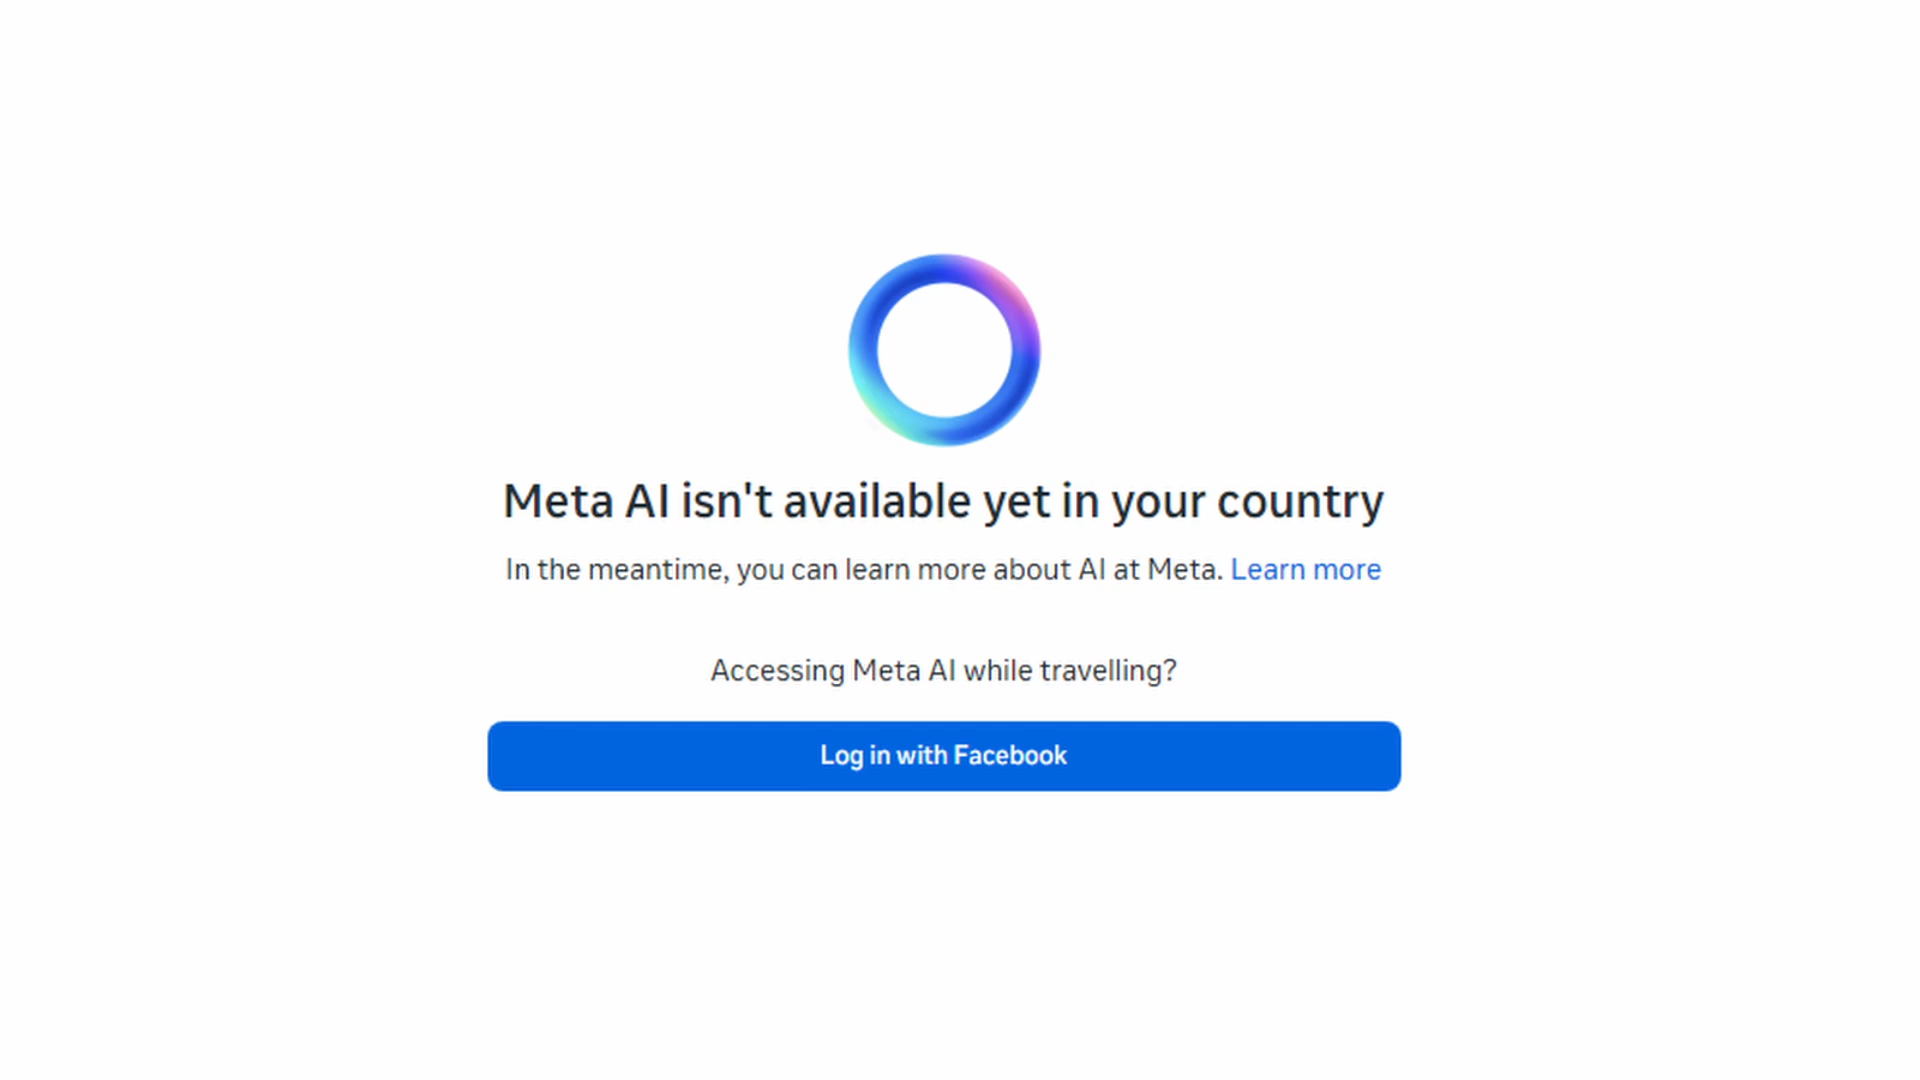 Meta AI isn't available yet in your country
In the meantime, you can learn more about AI at Meta. Learn more
Accessing Meta AI while travelling?
Log in with Facebook